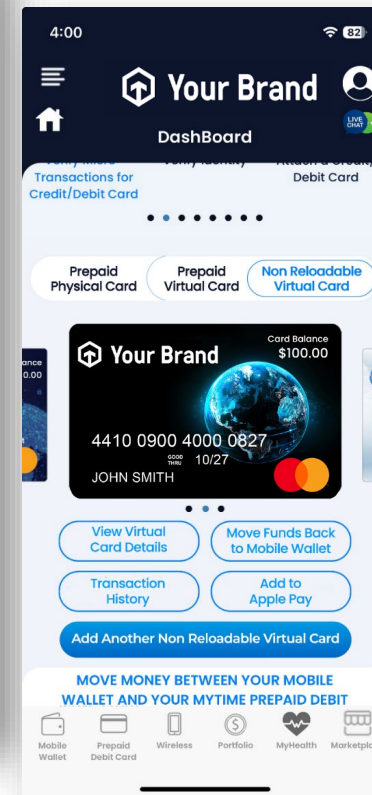 4:00
82
Your Brand
LIVE
CHAT
DashBoard
Transactions for
Credit/Debit Card
Debit Card
Prepaid
Physical Card
Prepaid
Virtual Card
Non Reloadable
Virtual Card
Your Brand
Card Balance
$100.00
4410 0900 4000 0827
GOOD
THRU
10/27
JOHN SMITH
View Virtual
Card Details
Move Funds Back
to Mobile Wallet
Transaction
History
Add to
Apple Pay
Add Another Non Reloadable Virtual Card
MOVE MONEY BETWEEN YOUR MOBILE
WALLET AND YOUR MYTIME PREPAID DEBIT
Mobile
Wallet
Prepaid
Debit Card
Wireless
Portfolio
MyHealth